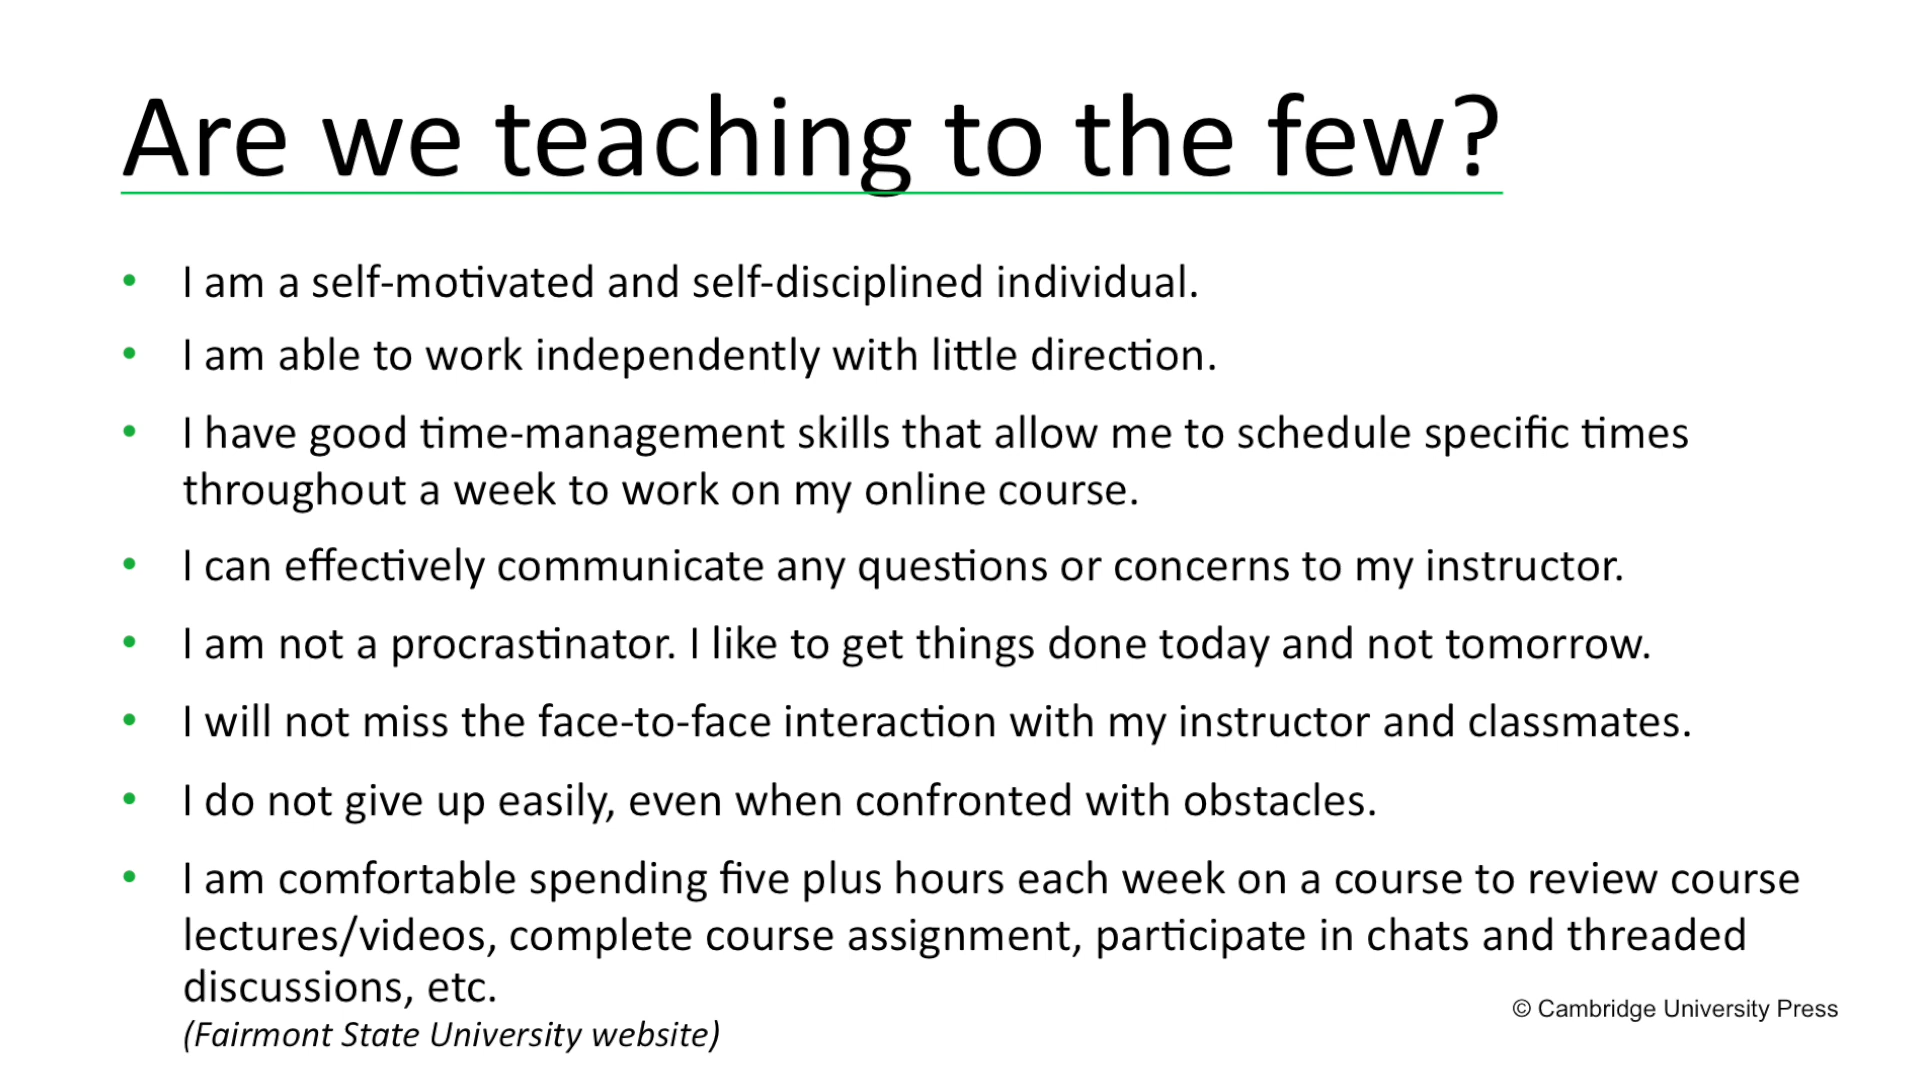 Are we teaching to the few?
• I am a self-motivated and self-disciplined individual.
• I am able to work independently with little direction.
• I have good time-management skills that allow me to schedule specific times
throughout a week to work on my online course.
• I can effectively communicate any questions or concerns to my instructor.
• I am not a procrastinator. I like to get things done today and not tomorrow.
• I will not miss the face-to-face interaction with my instructor and classmates.
• I do not give up easily, even when confronted with obstacles.
• I am comfortable spending five plus hours each week on a course to review course
lectures/videos, complete course assignment, participate in chats and threaded
discussions, etc.
(Fairmont State University website)
© Cambridge University Press